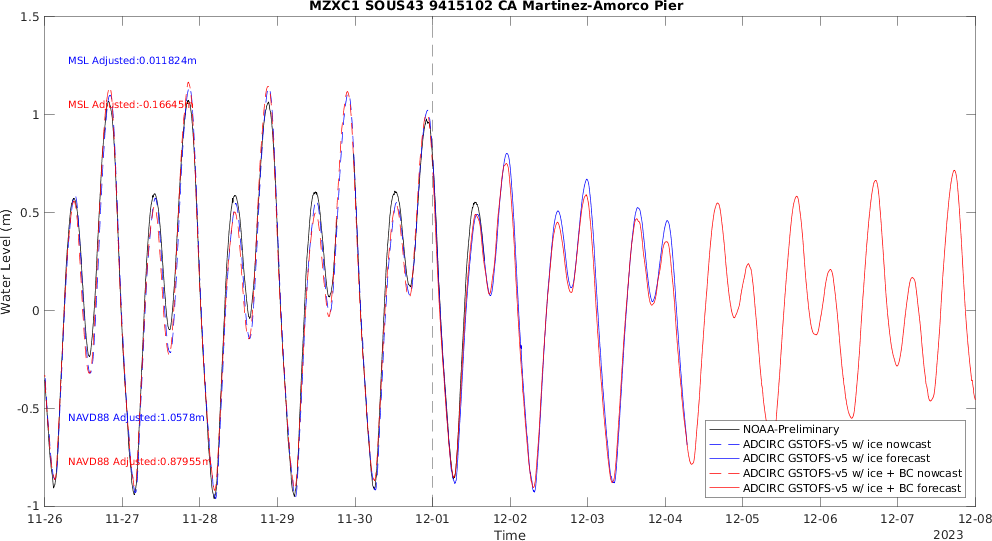 MZXC1 SOUS43 9415102 CA Martinez-Amorco Pier
1.5
1
0.5
0
-0.5
-1
Water Level (m)
MSL Adjusted:0.011824m
MSL Adjusted:-0.16645m
NAVD88 Adjusted:1.0578m
NAVD88 Adjusted:0.87955m
NOAA-Preliminary
ADCIRC GSTOFS-v5 w/ ice nowcast
ADCIRC GSTOFS-v5 w/ ice forecast
ADCIRC GSTOFS-v5 w/ ice + BC nowcast
ADCIRC GSTOFS-v5 w/ ice + BC forecast
11-26 11-27 11-28 11-29 11-30 12-01 12-02 12-03 12-04 12-05 12-06 12-07 12-08
Time
2023